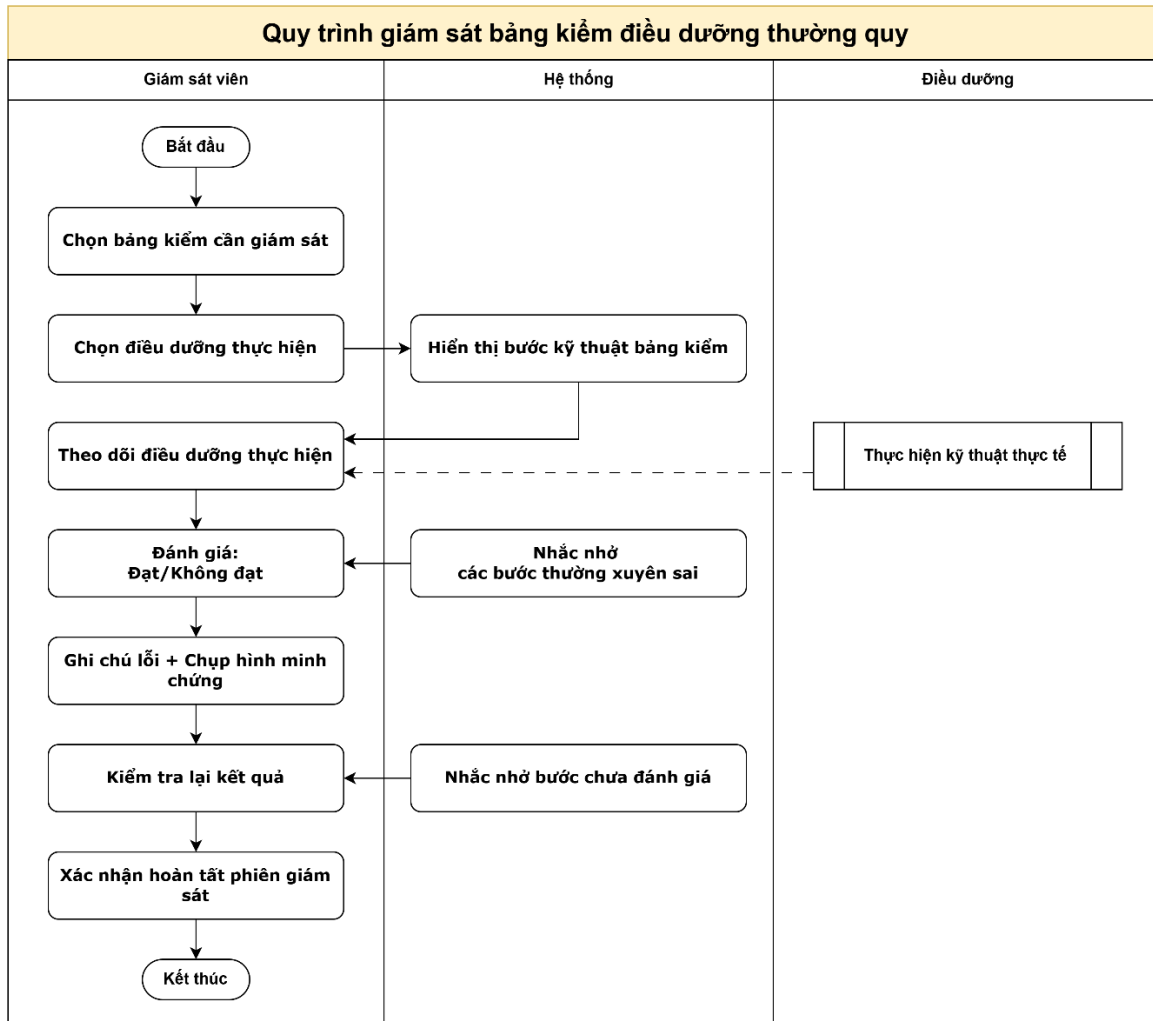 Quy trình giám sát bảng kiểm điều dưỡng thường quy
Giám sát viên
Hệ thống
Điều dưỡng
Bắt đầu
Chọn bảng kiểm cần giám sát
Chọn điều dưỡng thực hiện
Hiển thị bước kỹ thuật bảng kiểm
Theo dõi điều dưỡng thực hiện
Thực hiện kỹ thuật thực tế
Đánh giá:
Đạt/Không đạt
Nhắc nhở
các bước thường xuyên sai
Ghi chú lỗi + Chụp hình minh
chứng
Kiểm tra lại kết quả
Nhắc nhở bước chưa đánh giá
Xác nhận hoàn tất phiên giám
sát
Kết thúc